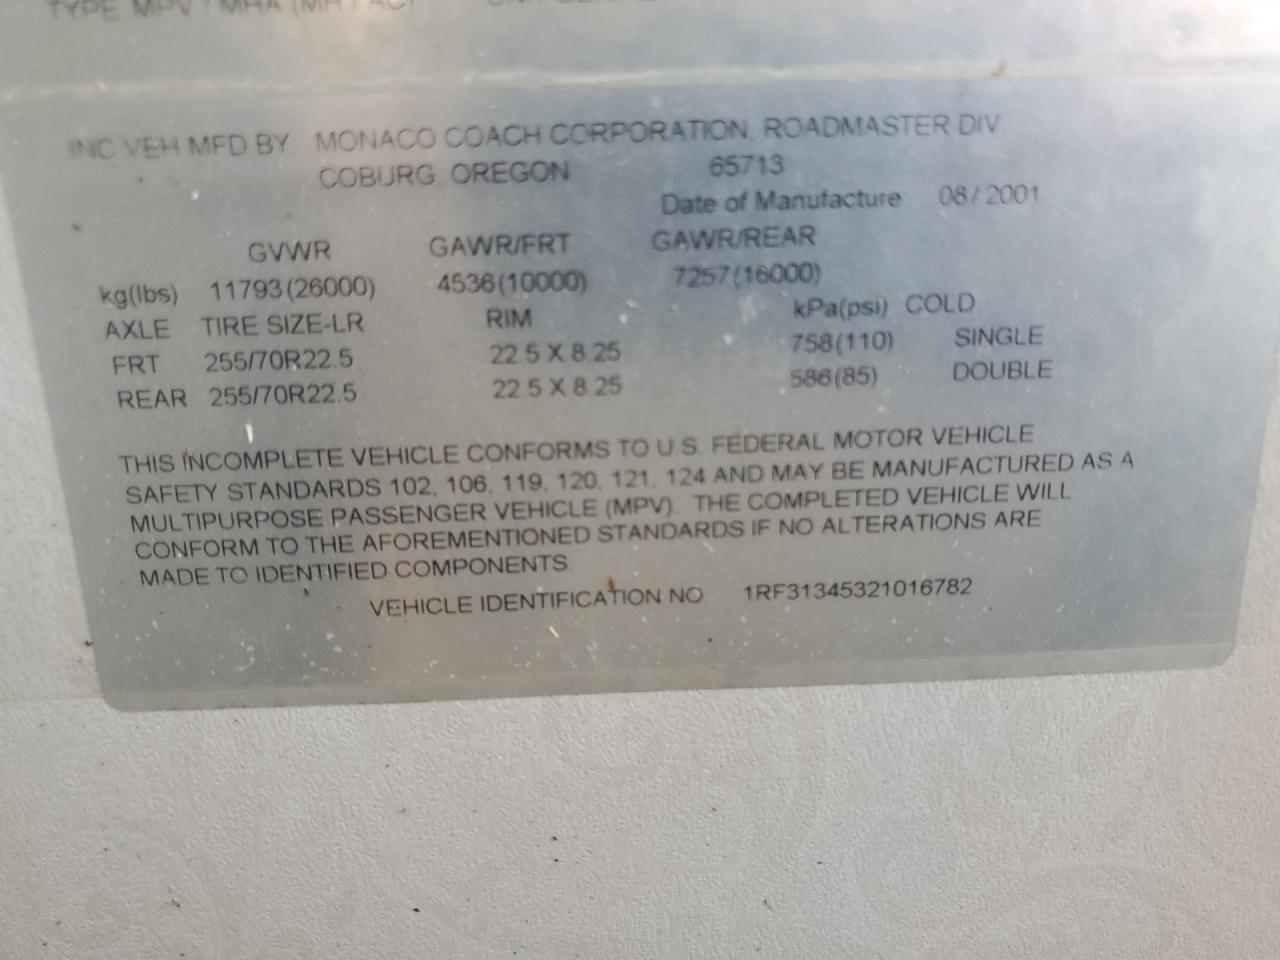 TYPE MPV / MHA (MH / AC)
INC VEH MFD BY MONACO COACH CORPORATION, ROADMASTER DIV
COBURG, OREGON 65713
Date of Manufacture 08 / 2001
GVWR GAWR/FRT GAWR/REAR
kg(lbs) 11793(26000) 4536(10000) 7257(16000)
AXLE TIRE SIZE-LR RIM kPa(psi) COLD
FRT 255/70R22.5 22.5 X 8.25 758(110) SINGLE
REAR 255/70R22.5 22.5 X 8.25 586(85) DOUBLE
THIS INCOMPLETE VEHICLE CONFORMS TO U.S. FEDERAL MOTOR VEHICLE
SAFETY STANDARDS 102, 106, 119, 120, 121, 124 AND MAY BE MANUFACTURED AS A
MULTIPURPOSE PASSENGER VEHICLE (MPV). THE COMPLETED VEHICLE WILL
CONFORM TO THE AFOREMENTIONED STANDARDS IF NO ALTERATIONS ARE
MADE TO IDENTIFIED COMPONENTS.
VEHICLE IDENTIFICATION NO 1RF31345321016782